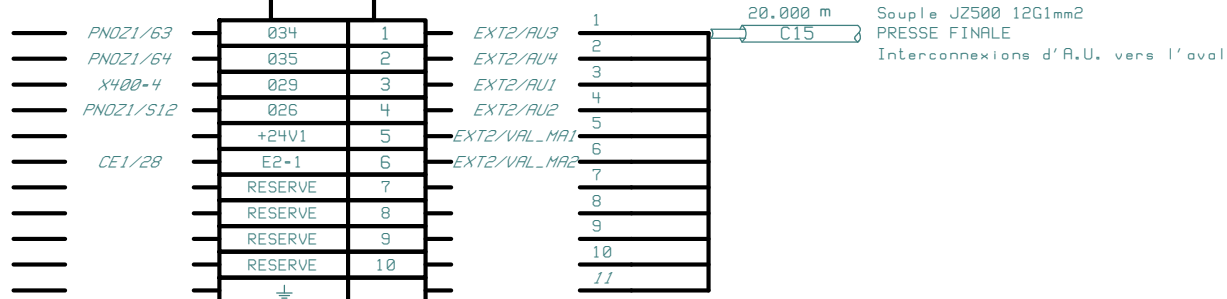 20.000 m Souple JZ500 12G1mm2
C15 PRESSE FINALE
Interconnexions d'A.U. vers l'aval
PNOZ1/63 034 1 EXT2/AU3 1
PNOZ1/64 035 2 EXT2/AU4 2
X400-4 029 3 EXT2/AU1 3
PNOZ1/S12 026 4 EXT2/AU2 4
+24V1 5 EXT2/VAL_MA1 5
CE1/28 E2-1 6 EXT2/VAL_MA2 6
RESERVE 7 7
RESERVE 8 8
RESERVE 9 9
RESERVE 10 10
11